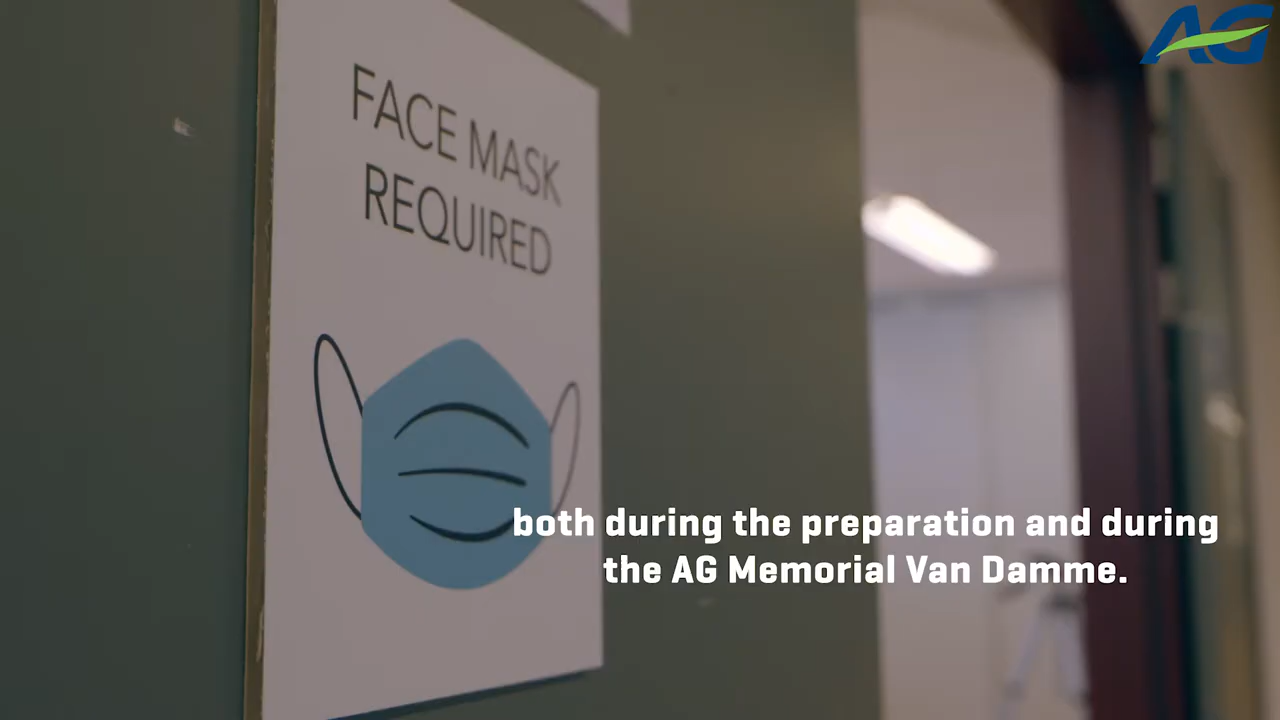 AG
FACE MASK
REQUIRED
both during the preparation and during
the AG Memorial Van Damme.